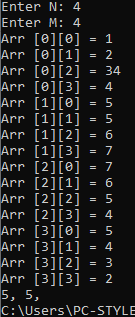 Enter N: 4
Enter M: 4
Arr [0][0] = 1
Arr [0][1] = 2
Arr [0][2] = 34
Arr [0][3] = 4
Arr [1][0] = 5
Arr [1][1] = 5
Arr [1][2] = 6
Arr [1][3] = 7
Arr [2][0] = 7
Arr [2][1] = 6
Arr [2][2] = 5
Arr [2][3] = 4
Arr [3][0] = 5
Arr [3][1] = 4
Arr [3][2] = 3
Arr [3][3] = 2
5, 5,
C:\Users\PC-STYLE